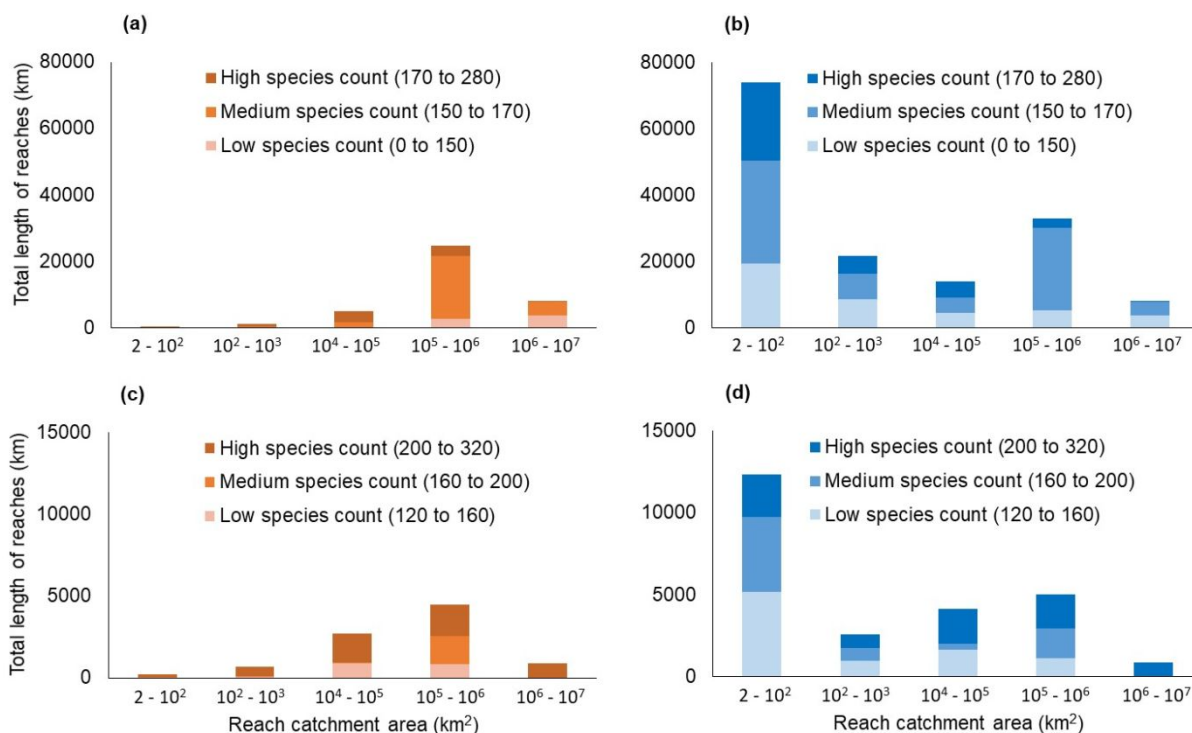 (a)
80000
60000
40000
20000
0
Total length of reaches (km)
High species count (170 to 280)
Medium species count (150 to 170)
Low species count (0 to 150)
2 - 10² 10² - 10³ 10⁴ - 10⁵ 10⁵ - 10⁶ 10⁶ - 10⁷
(b)
80000
60000
40000
20000
0
High species count (170 to 280)
Medium species count (150 to 170)
Low species count (0 to 150)
2 - 10² 10² - 10³ 10⁴ - 10⁵ 10⁵ - 10⁶ 10⁶ - 10⁷
(c)
15000
10000
5000
0
Total length of reaches (km)
High species count (200 to 320)
Medium species count (160 to 200)
Low species count (120 to 160)
2 - 10² 10² - 10³ 10⁴ - 10⁵ 10⁵ - 10⁶ 10⁶ - 10⁷
Reach catchment area (km²)
(d)
15000
10000
5000
0
High species count (200 to 320)
Medium species count (160 to 200)
Low species count (120 to 160)
2 - 10² 10² - 10³ 10⁴ - 10⁵ 10⁵ - 10⁶ 10⁶ - 10⁷
Reach catchment area (km²)